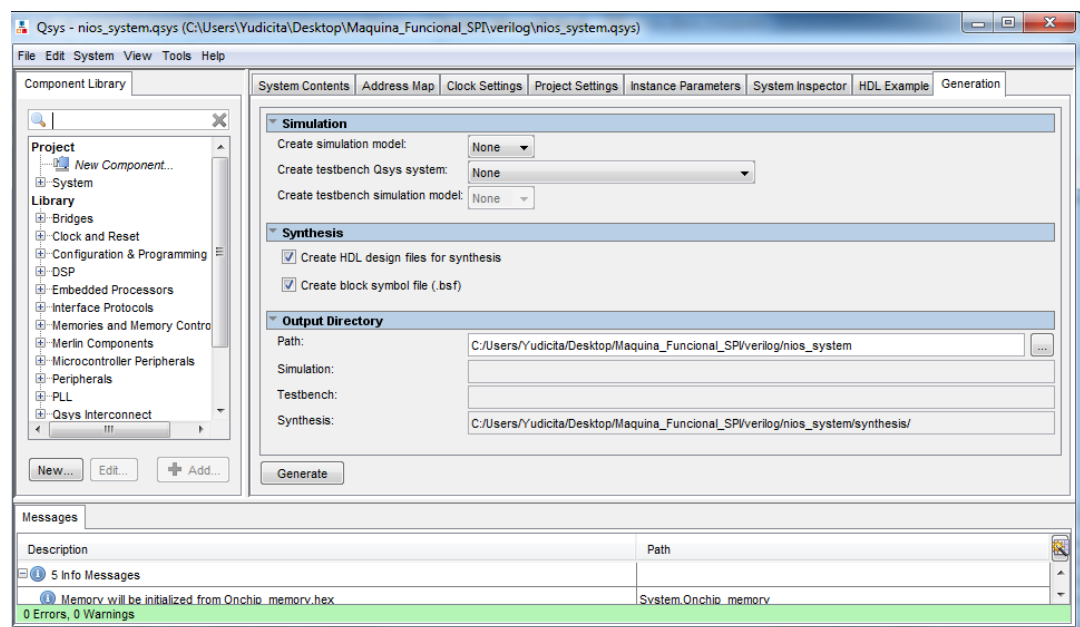 Qsys - nios_system.qsys (C:\Users\Yudicita\Desktop\Maquina_Funcional_SPI\verilog\nios_system.qsys)
File Edit System View Tools Help
Component Library
Project
New Component...
System
Library
Bridges
Clock and Reset
Configuration & Programming
DSP
Embedded Processors
Interface Protocols
Memories and Memory Contro
Merlin Components
Microcontroller Peripherals
Peripherals
PLL
Qsys Interconnect
New... Edit... Add...
System Contents Address Map Clock Settings Project Settings Instance Parameters System Inspector HDL Example Generation
Simulation
Create simulation model: None
Create testbench Qsys system: None
Create testbench simulation model: None
Synthesis
Create HDL design files for synthesis
Create block symbol file (.bsf)
Output Directory
Path: C:/Users/Yudicita/Desktop/Maquina_Funcional_SPI/verilog/nios_system ...
Simulation:
Testbench:
Synthesis: C:/Users/Yudicita/Desktop/Maquina_Funcional_SPI/verilog/nios_system/synthesis/
Generate
Messages
Description Path
5 Info Messages
Memory will be initialized from Onchip_memory.hex System.Onchip_memory
0 Errors, 0 Warnings